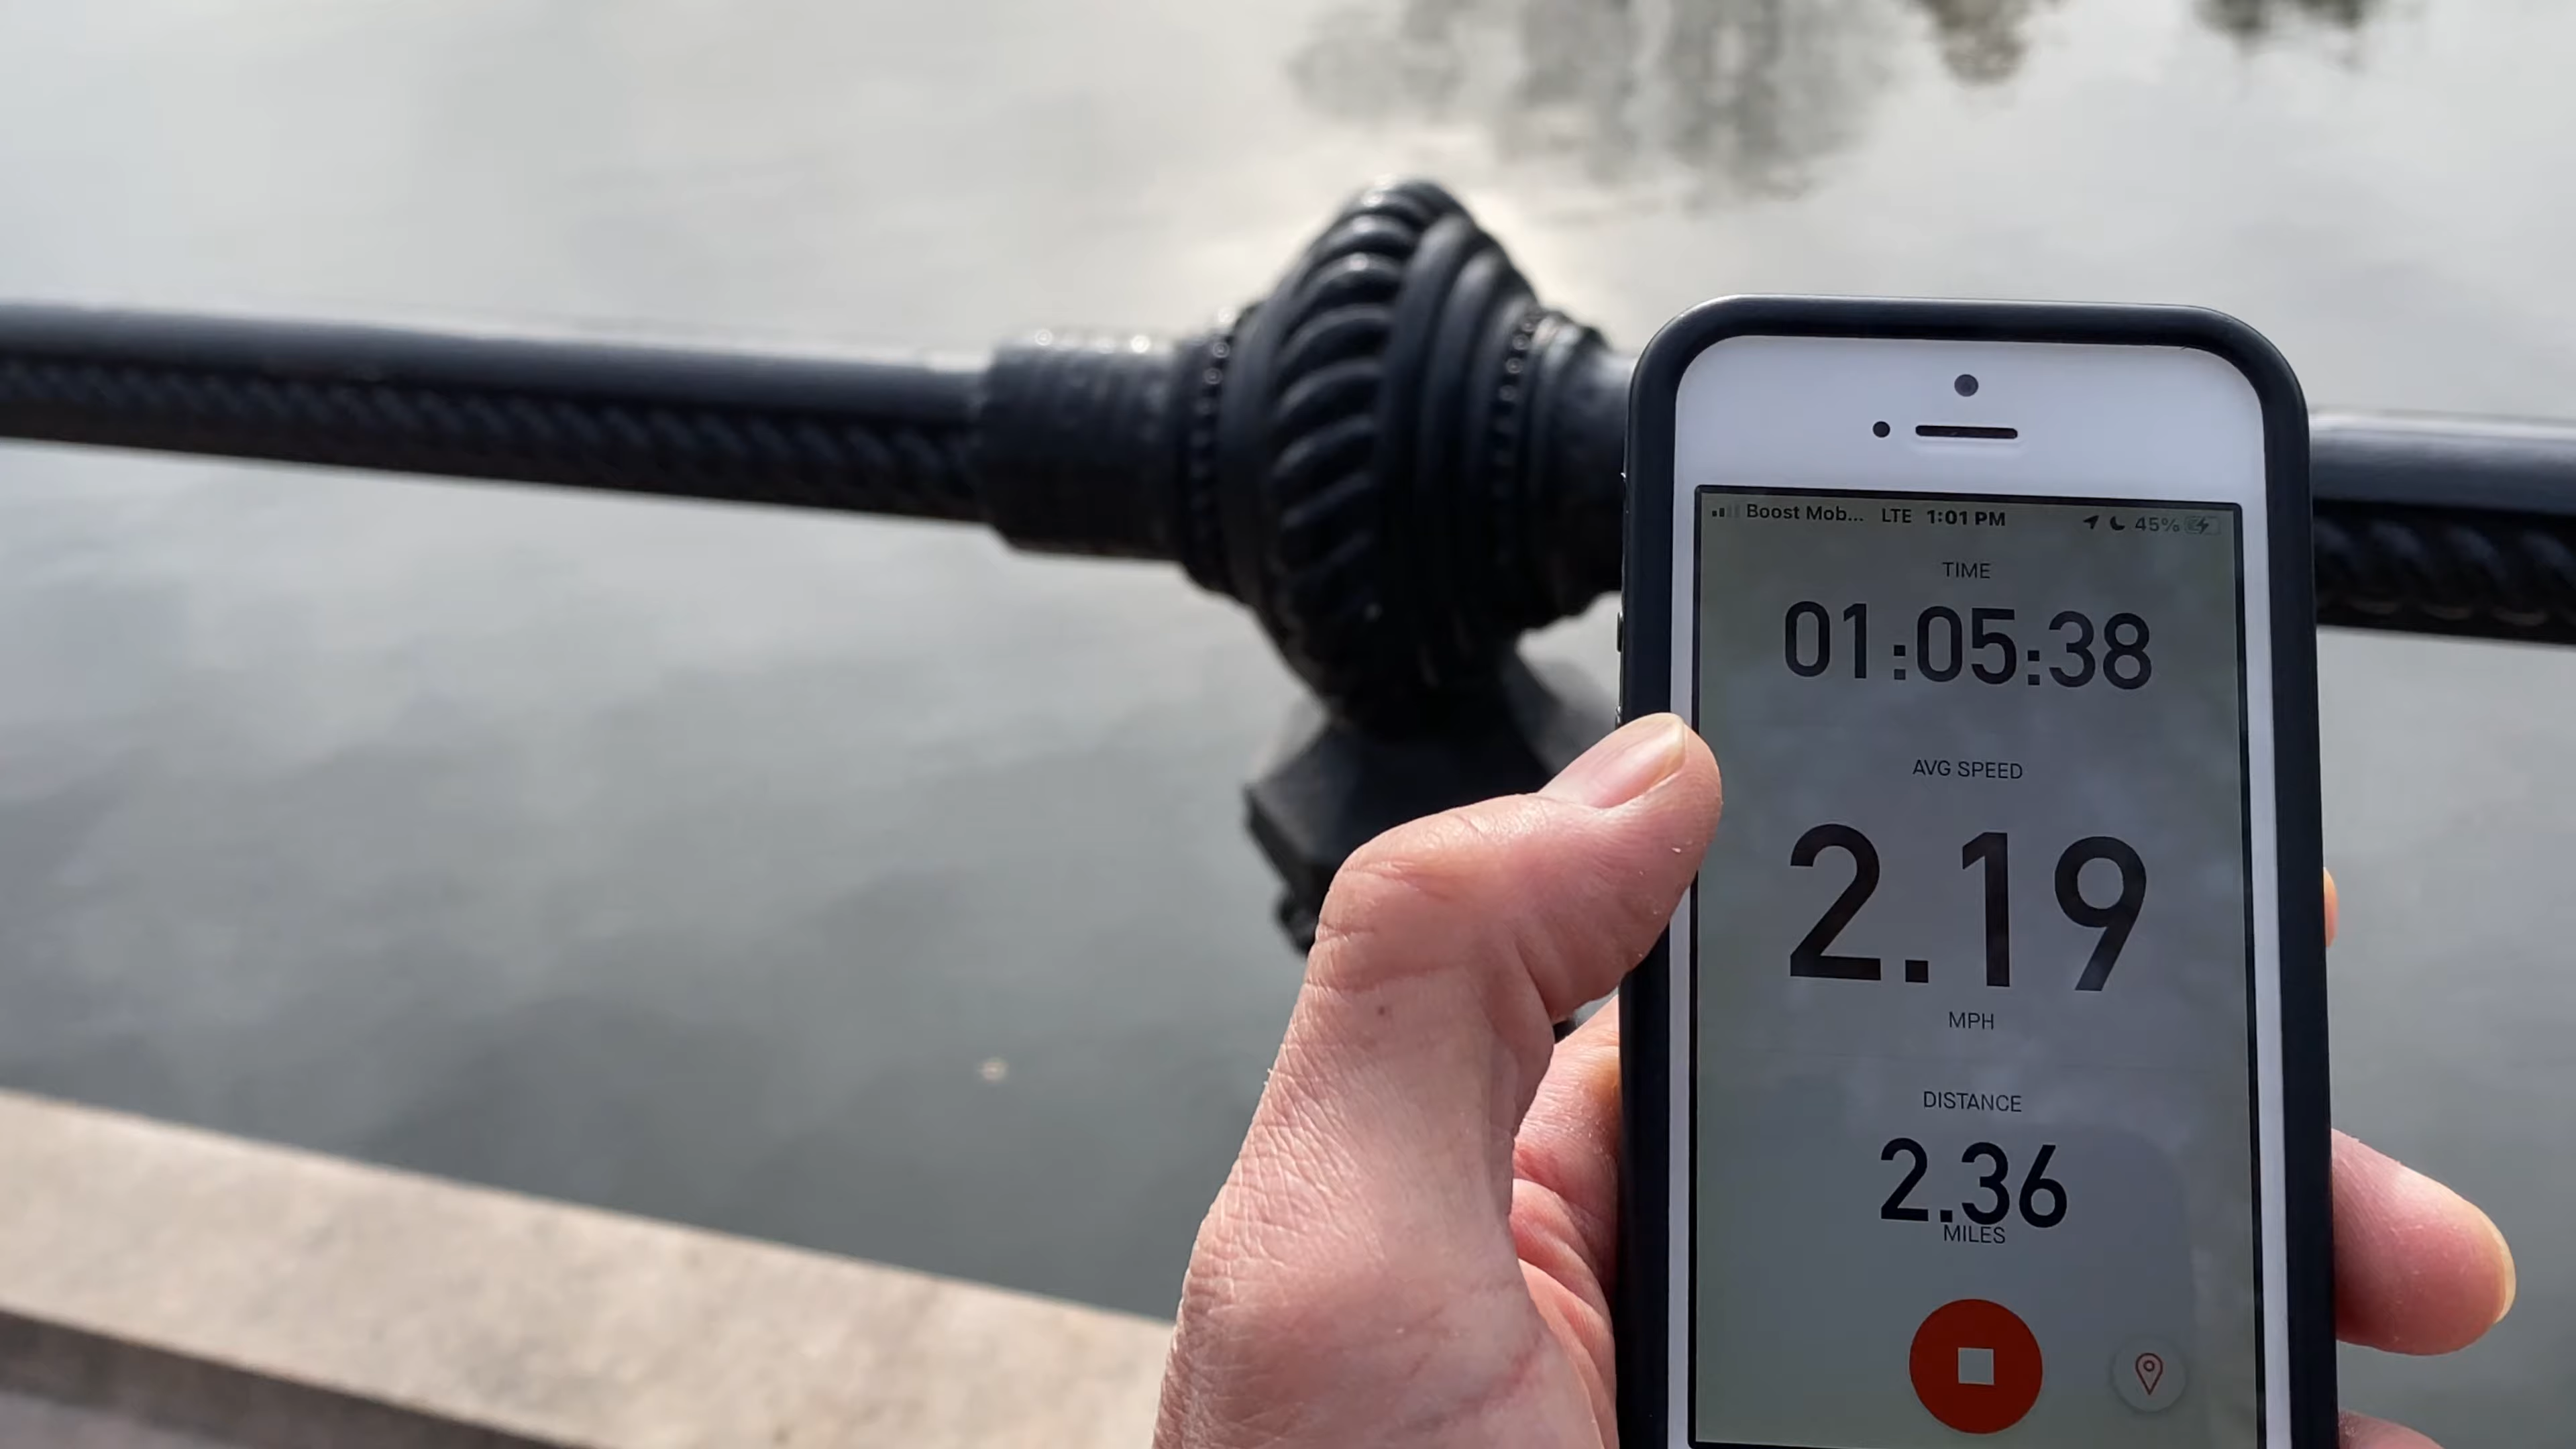 Boost Mob... LTE 1:01 PM 45%
TIME
01:05:38
AVG SPEED
2.19
MPH
DISTANCE
2.36
MILES